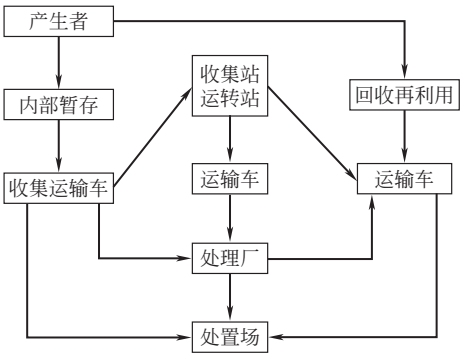 产生者
内部暂存
收集站
运转站
回收再利用
收集运输车
运输车
运输车
处理厂
处置场